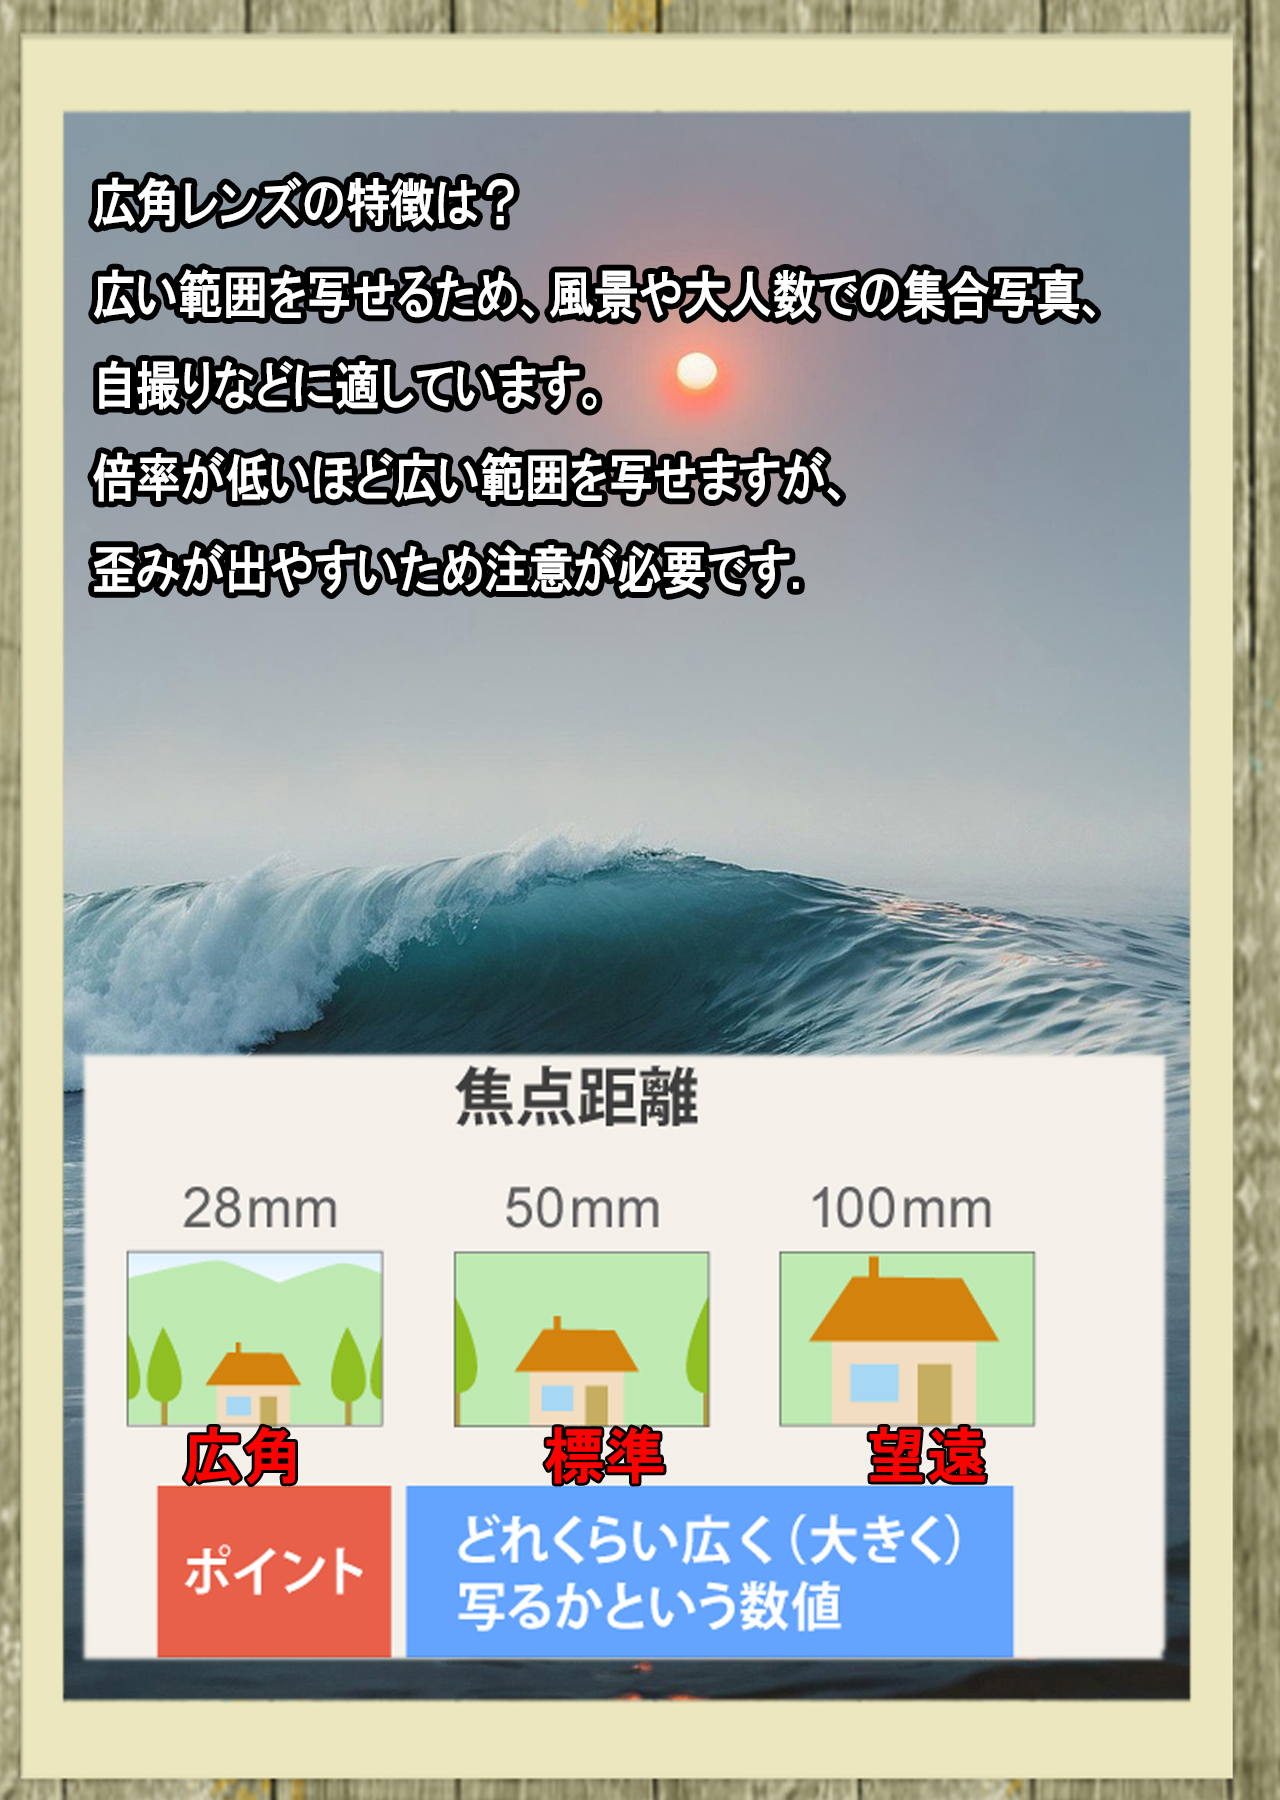 広角レンズの特徴は?
広い範囲を写せるため、風景や大人数での集合写真、
自撮りなどに適しています。
倍率が低いほど広い範囲を写せますが、
歪みが出やすいため注意が必要です.
焦点距離
28mm 50mm 100mm
広角 標準 望遠
ポイント
どれくらい広く(大きく)
写るかという数値